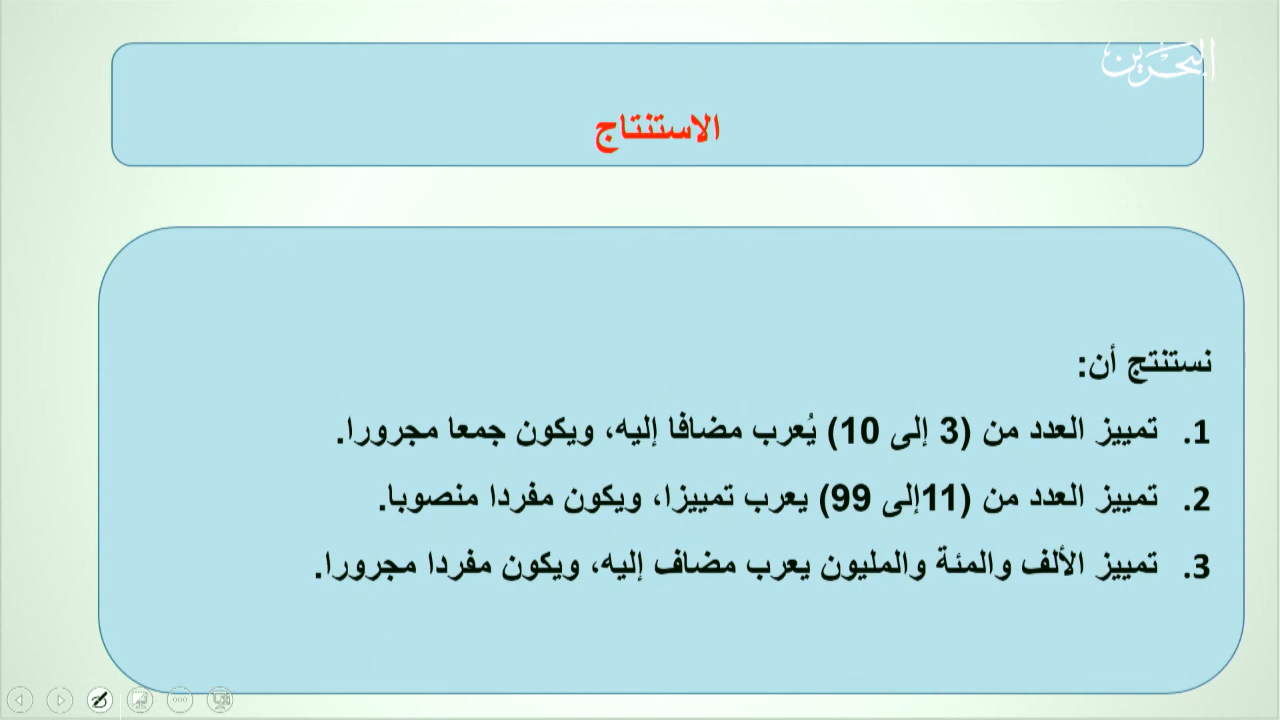 البحرين
الاستنتاج
نستنتج أن:
1. تمييز العدد من (3 إلى 10) يُعرب مضافا إليه، ويكون جمعا مجرورا.
2. تمييز العدد من (11إلى 99) يعرب تمييزا، ويكون مفردا منصوبا.
3. تمييز الألف والمئة والمليون يعرب مضاف إليه، ويكون مفردا مجرورا.